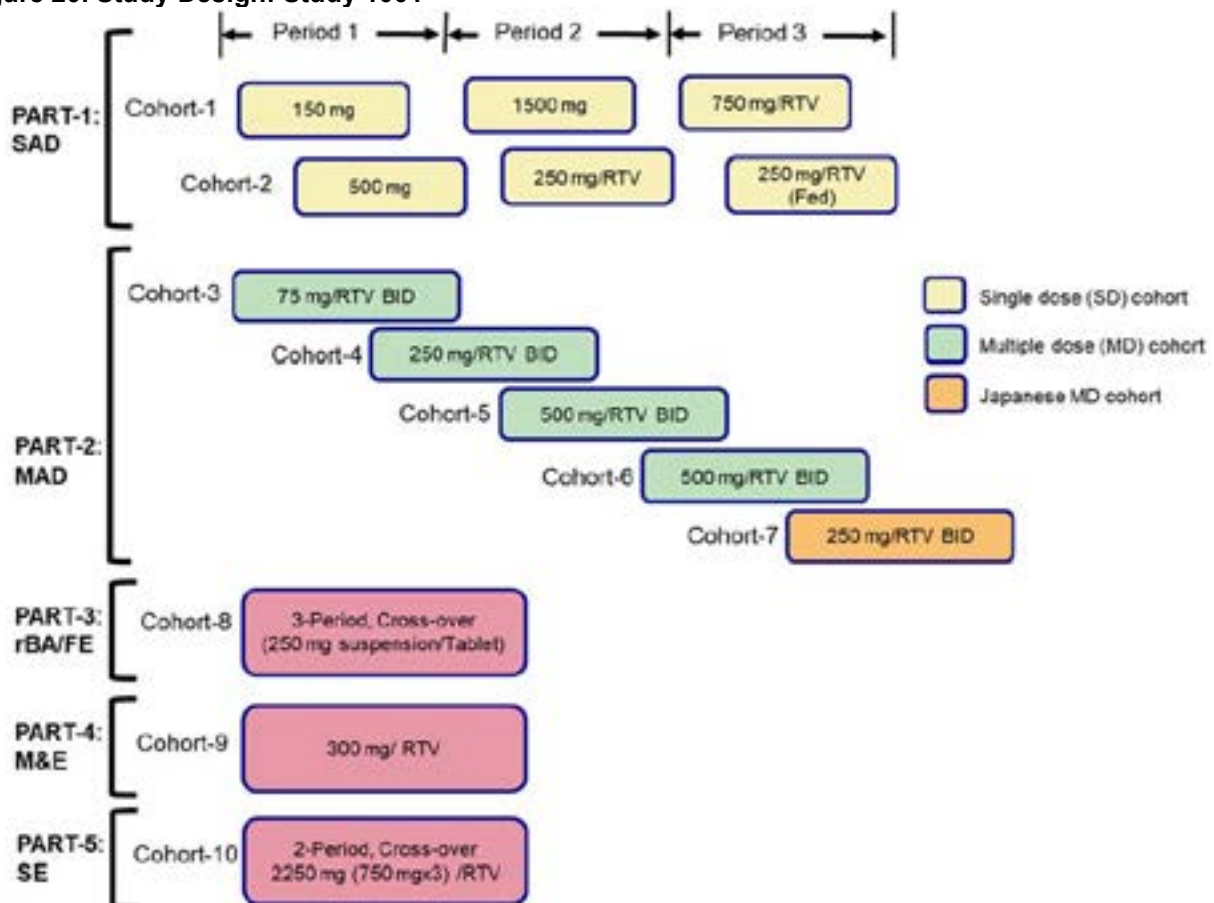 Period 1 Period 2 Period 3
PART-1:
SAD
Cohort-1
150 mg
1500 mg
750 mg/RTV
Cohort-2
500 mg
250 mg/RTV
250 mg/RTV
(Fed)
PART-2:
MAD
Cohort-3
75 mg/RTV BID
Cohort-4
250 mg/RTV BID
Cohort-5
500 mg/RTV BID
Cohort-6
500 mg/RTV BID
Cohort-7
250 mg/RTV BID
Single dose (SD) cohort
Multiple dose (MD) cohort
Japanese MD cohort
PART-3:
rBA/FE
Cohort-8
3-Period, Cross-over
(250 mg suspension/Tablet)
PART-4:
M&E
Cohort-9
300 mg/ RTV
PART-5:
SE
Cohort-10
2-Period, Cross-over
2250 mg (750 mgx3) /RTV